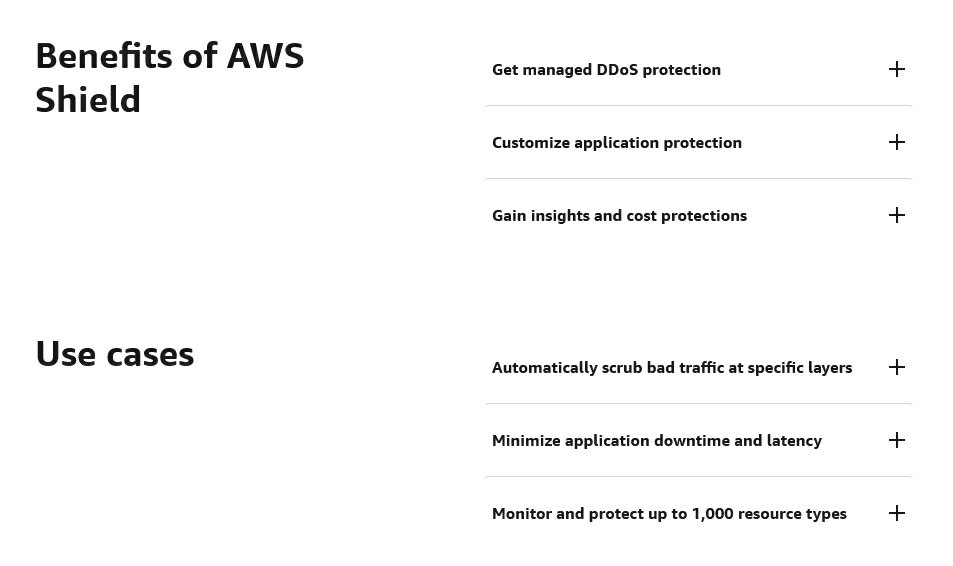 Benefits of AWS
Shield
Get managed DDoS protection
Customize application protection
Gain insights and cost protections
Use cases
Automatically scrub bad traffic at specific layers
Minimize application downtime and latency
Monitor and protect up to 1,000 resource types